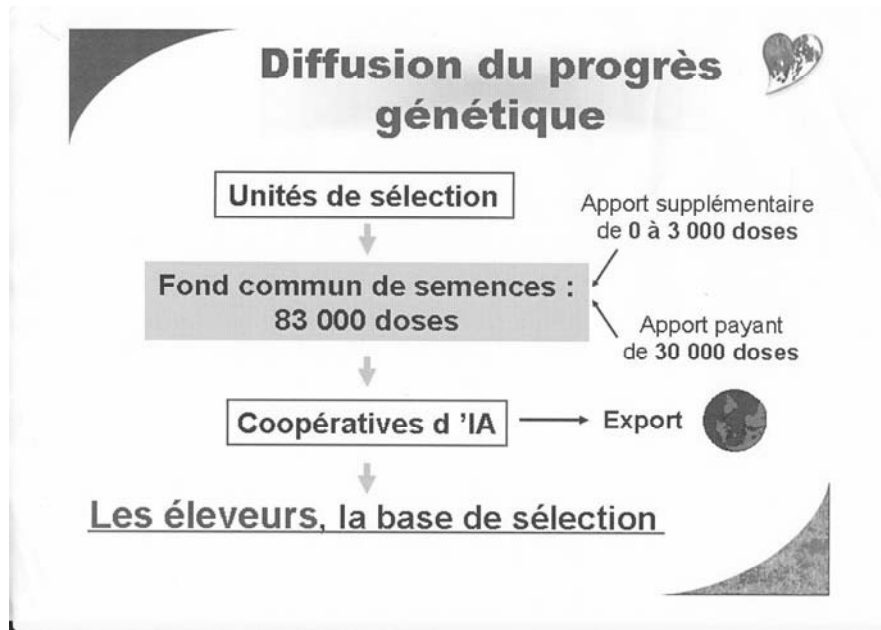 Diffusion du progrès
génétique
Unités de sélection
Apport supplémentaire
de 0 à 3 000 doses
Fond commun de semences :
83 000 doses
Apport payant
de 30 000 doses
Coopératives d 'IA
Export
Les éleveurs, la base de sélection